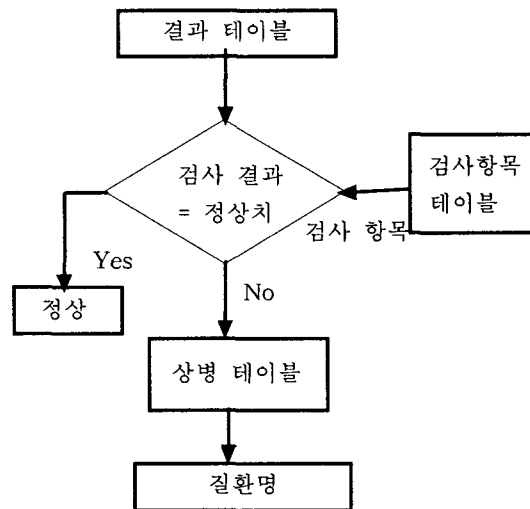 결과 테이블
검사 결과
= 정상치
검사항목
테이블
검사 항목
Yes
정상
No
상병 테이블
질환명